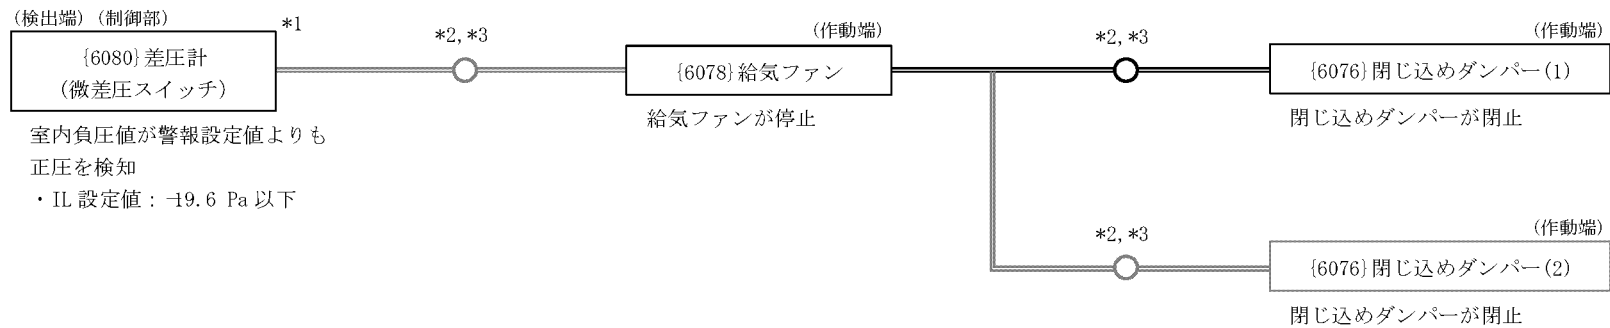 (検出端) (制御部)
*1
{6080}差圧計
(微差圧スイッチ)
室内負圧値が警報設定値よりも
正圧を検知
・IL設定値：-19.6 Pa以下
*2,*3
(作動端)
{6078}給気ファン
給気ファンが停止
*2,*3
(作動端)
{6076}閉じ込めダンパー(1)
閉じ込めダンパーが閉止
*2,*3
(作動端)
{6076}閉じ込めダンパー(2)
閉じ込めダンパーが閉止